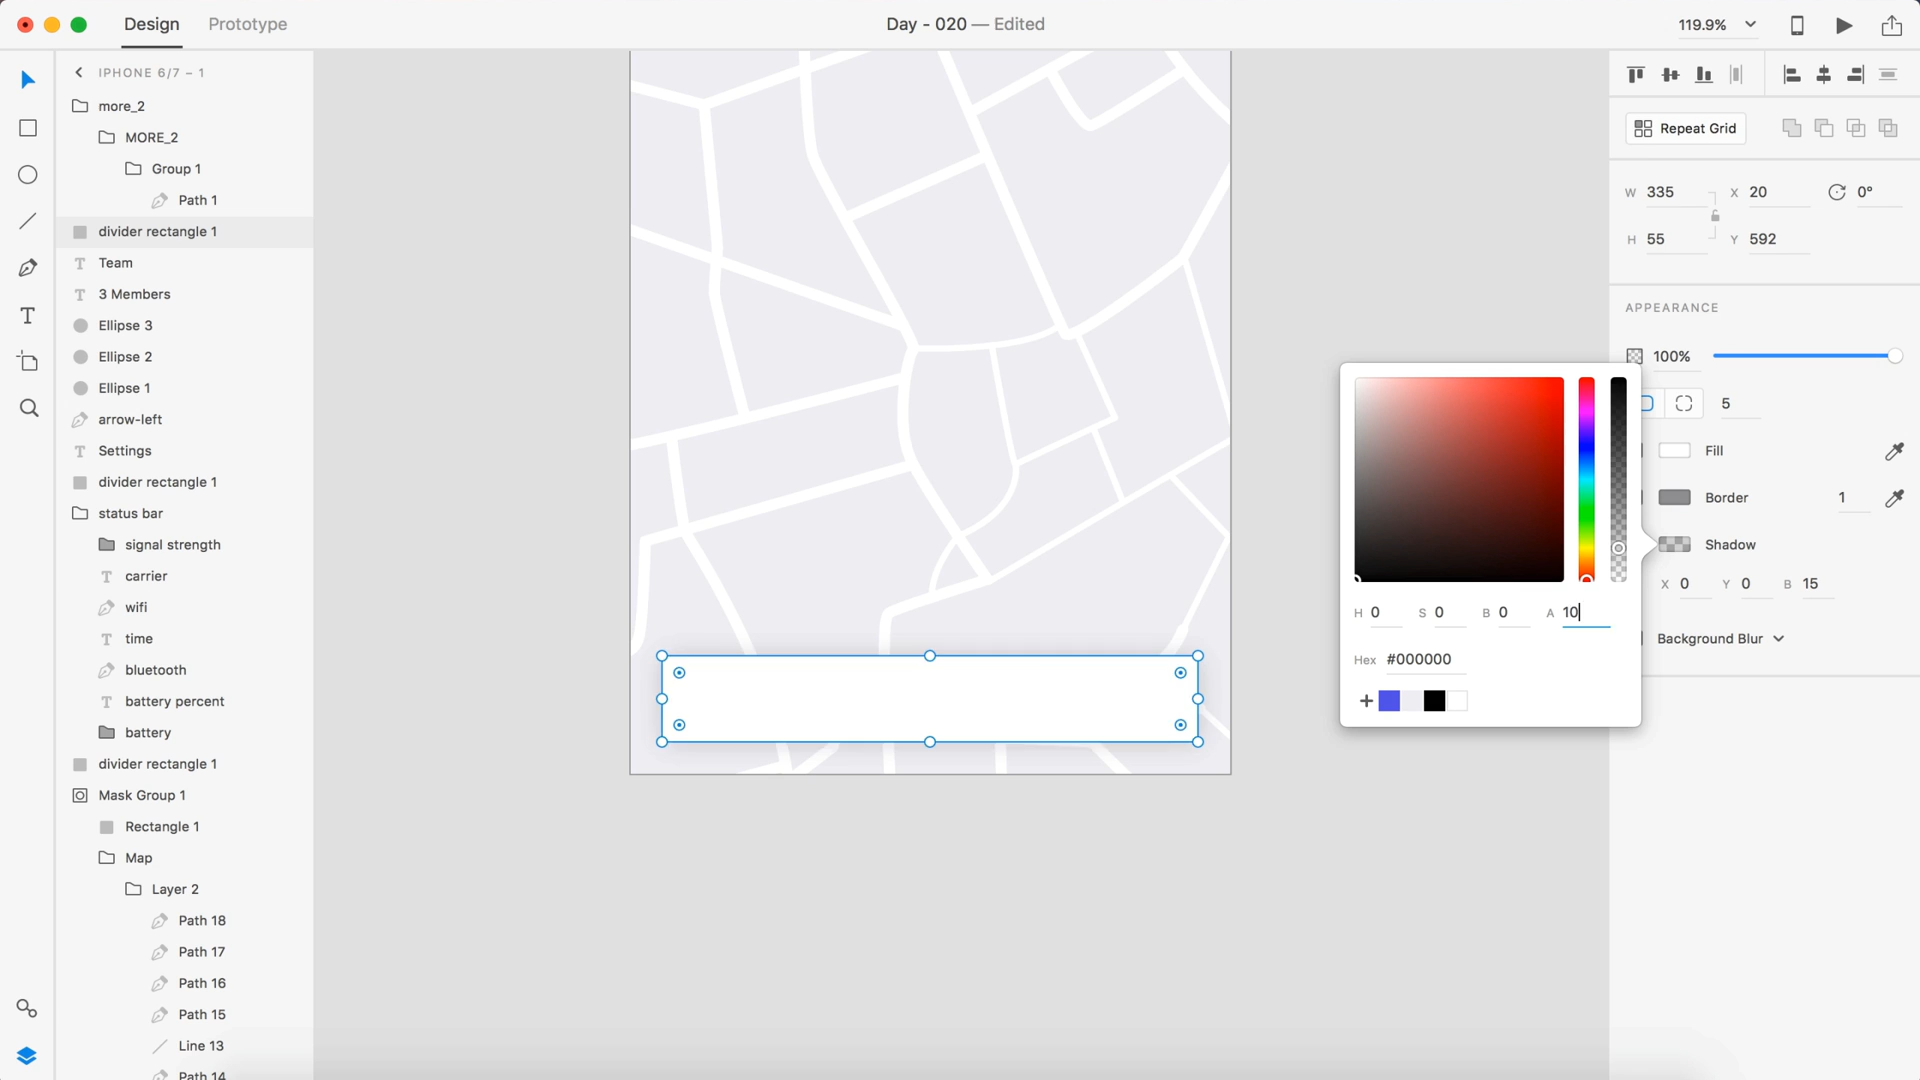 Design
Prototype
Day - 020 — Edited
119.9%
IPHONE 6/7 – 1
more_2
MORE_2
Group 1
Path 1
divider rectangle 1
Team
3 Members
Ellipse 3
Ellipse 2
Ellipse 1
arrow-left
Settings
divider rectangle 1
status bar
signal strength
carrier
wifi
time
bluetooth
battery percent
battery
divider rectangle 1
Mask Group 1
Rectangle 1
Map
Layer 2
Path 18
Path 17
Path 16
Path 15
Line 13
Path 14
Repeat Grid
W 335 X 20 0°
H 55 Y 592
APPEARANCE
100%
5
Fill
Border 1
Shadow
X 0 Y 0 B 15
Background Blur
H 0 S 0 B 0 A 10
Hex #000000